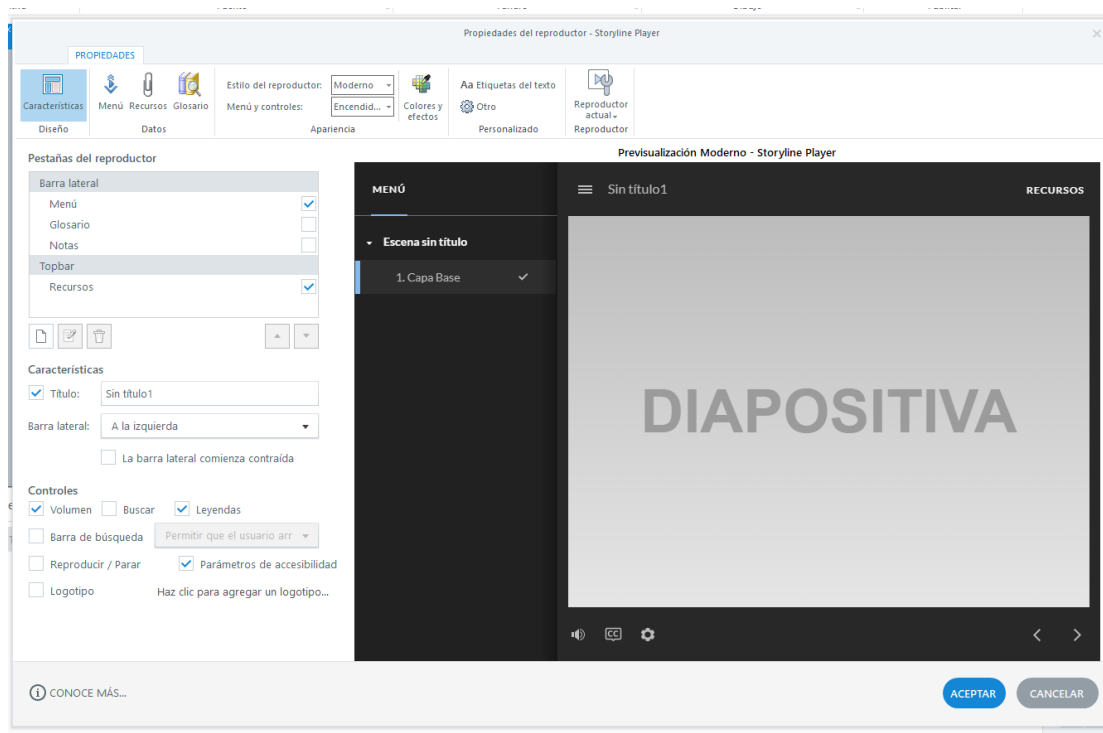 Propiedades del reproductor - Storyline Player
PROPIEDADES
Características
Menú
Recursos
Glosario
Estilo del reproductor: Moderno
Menú y controles: Encendid...
Colores y
efectos
Aa Etiquetas del texto
Otro
Reproductor
actual
Diseño
Datos
Apariencia
Personalizado
Reproductor
Pestañas del reproductor
Barra lateral
Menú
Glosario
Notas
Topbar
Recursos
Características
Título: Sin título1
Barra lateral: A la izquierda
La barra lateral comienza contraída
Controles
Volumen Buscar Leyendas
Barra de búsqueda Permitir que el usuario arr
Reproducir / Parar Parámetros de accesibilidad
Logotipo Haz clic para agregar un logotipo...
Previsualización Moderno - Storyline Player
MENÚ
Sin título1
RECURSOS
Escena sin título
1. Capa Base
DIAPOSITIVA
CC
CONOCE MÁS...
ACEPTAR
CANCELAR